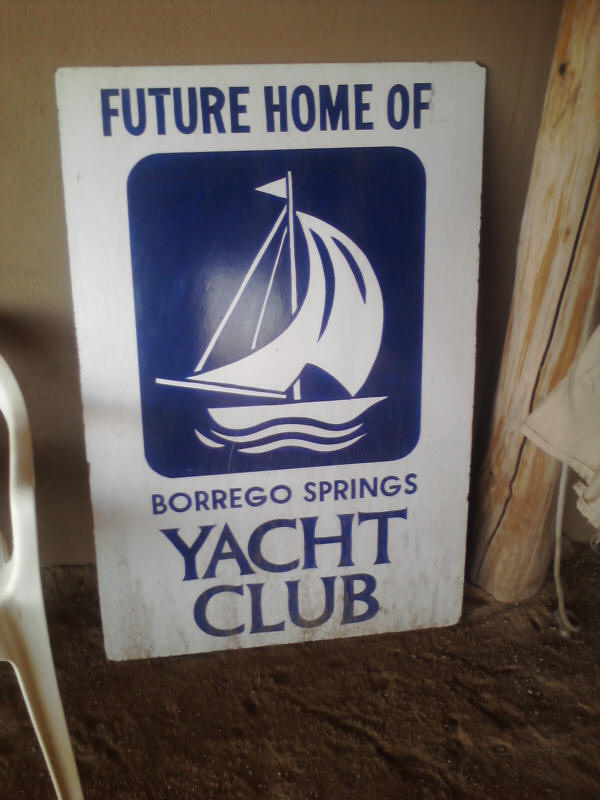 FUTURE HOME OF
BORREGO SPRINGS
YACHT
CLUB